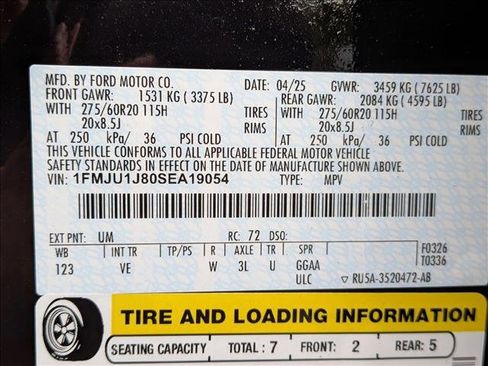 MFD. BY FORD MOTOR CO.
DATE: 04/25 GVWR: 3459 KG ( 7625 LB)
FRONT GAWR: 1531 KG ( 3375 LB) REAR GAWR: 2084 KG ( 4595 LB)
WITH 275/60R20 115H TIRES WITH 275/60R20 115H TIRES
20x8.5J RIMS 20x8.5J RIMS
AT 250 kPa/ 36 PSI COLD AT 250 kPa/ 36 PSI COLD
THIS VEHICLE CONFORMS TO ALL APPLICABLE FEDERAL MOTOR VEHICLE
SAFETY STANDARDS IN EFFECT ON THE DATE OF MANUFACTURE SHOWN ABOVE.
VIN: 1FMJU1J80SEA19054 TYPE: MPV
EXT PNT: UM RC: 72 DSO:
WB INT TR TP/PS R AXLE TR SPR F0326
123 VE W 3L U GGAA T0336
ULC ▽ RU5A-3520472-AB
TIRE AND LOADING INFORMATION
SEATING CAPACITY TOTAL: 7 FRONT: 2 REAR: 5